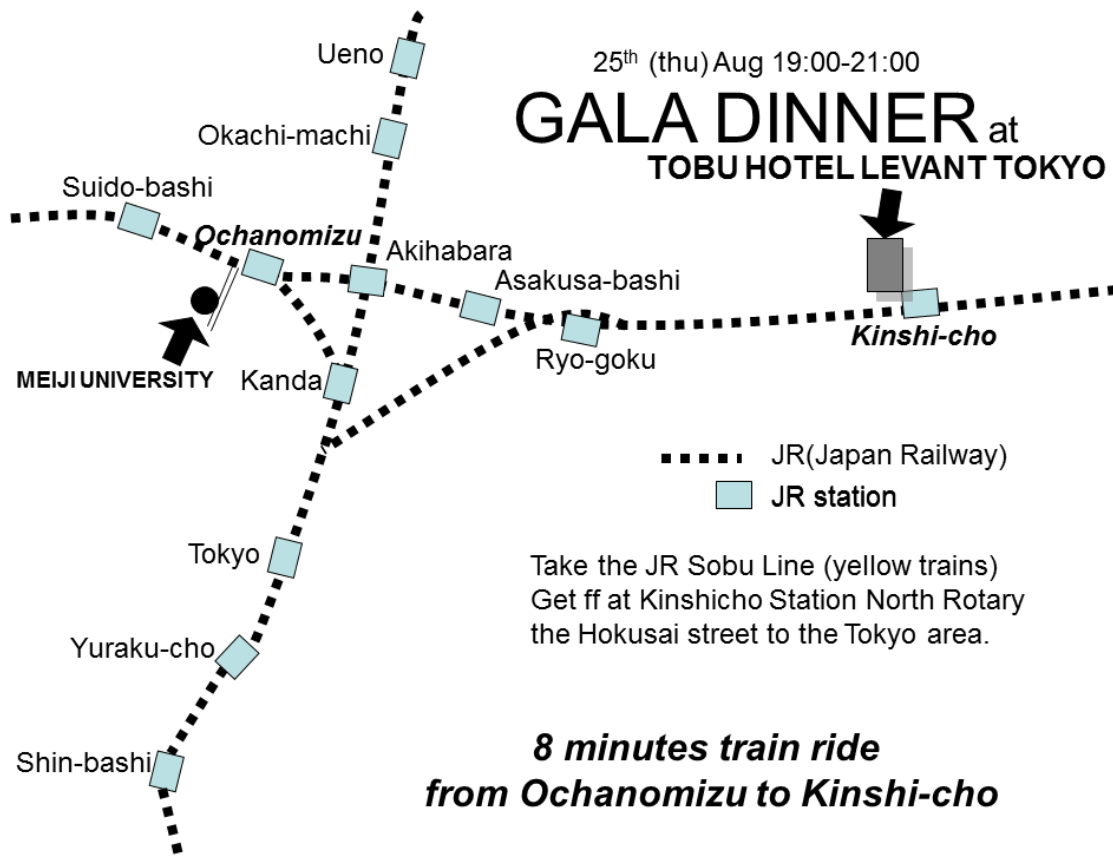 Ueno
25th (thu) Aug 19:00-21:00
GALA DINNER at
TOBU HOTEL LEVANT TOKYO
Okachi-machi
Suido-bashi
Ochanomizu
Akihabara
Asakusa-bashi
Kinshi-cho
Ryo-goku
MEIJI UNIVERSITY
Kanda
JR(Japan Railway)
JR station
Tokyo
Take the JR Sobu Line (yellow trains)
Get ff at Kinshicho Station North Rotary
the Hokusai street to the Tokyo area.
Yuraku-cho
Shin-bashi
8 minutes train ride
from Ochanomizu to Kinshi-cho